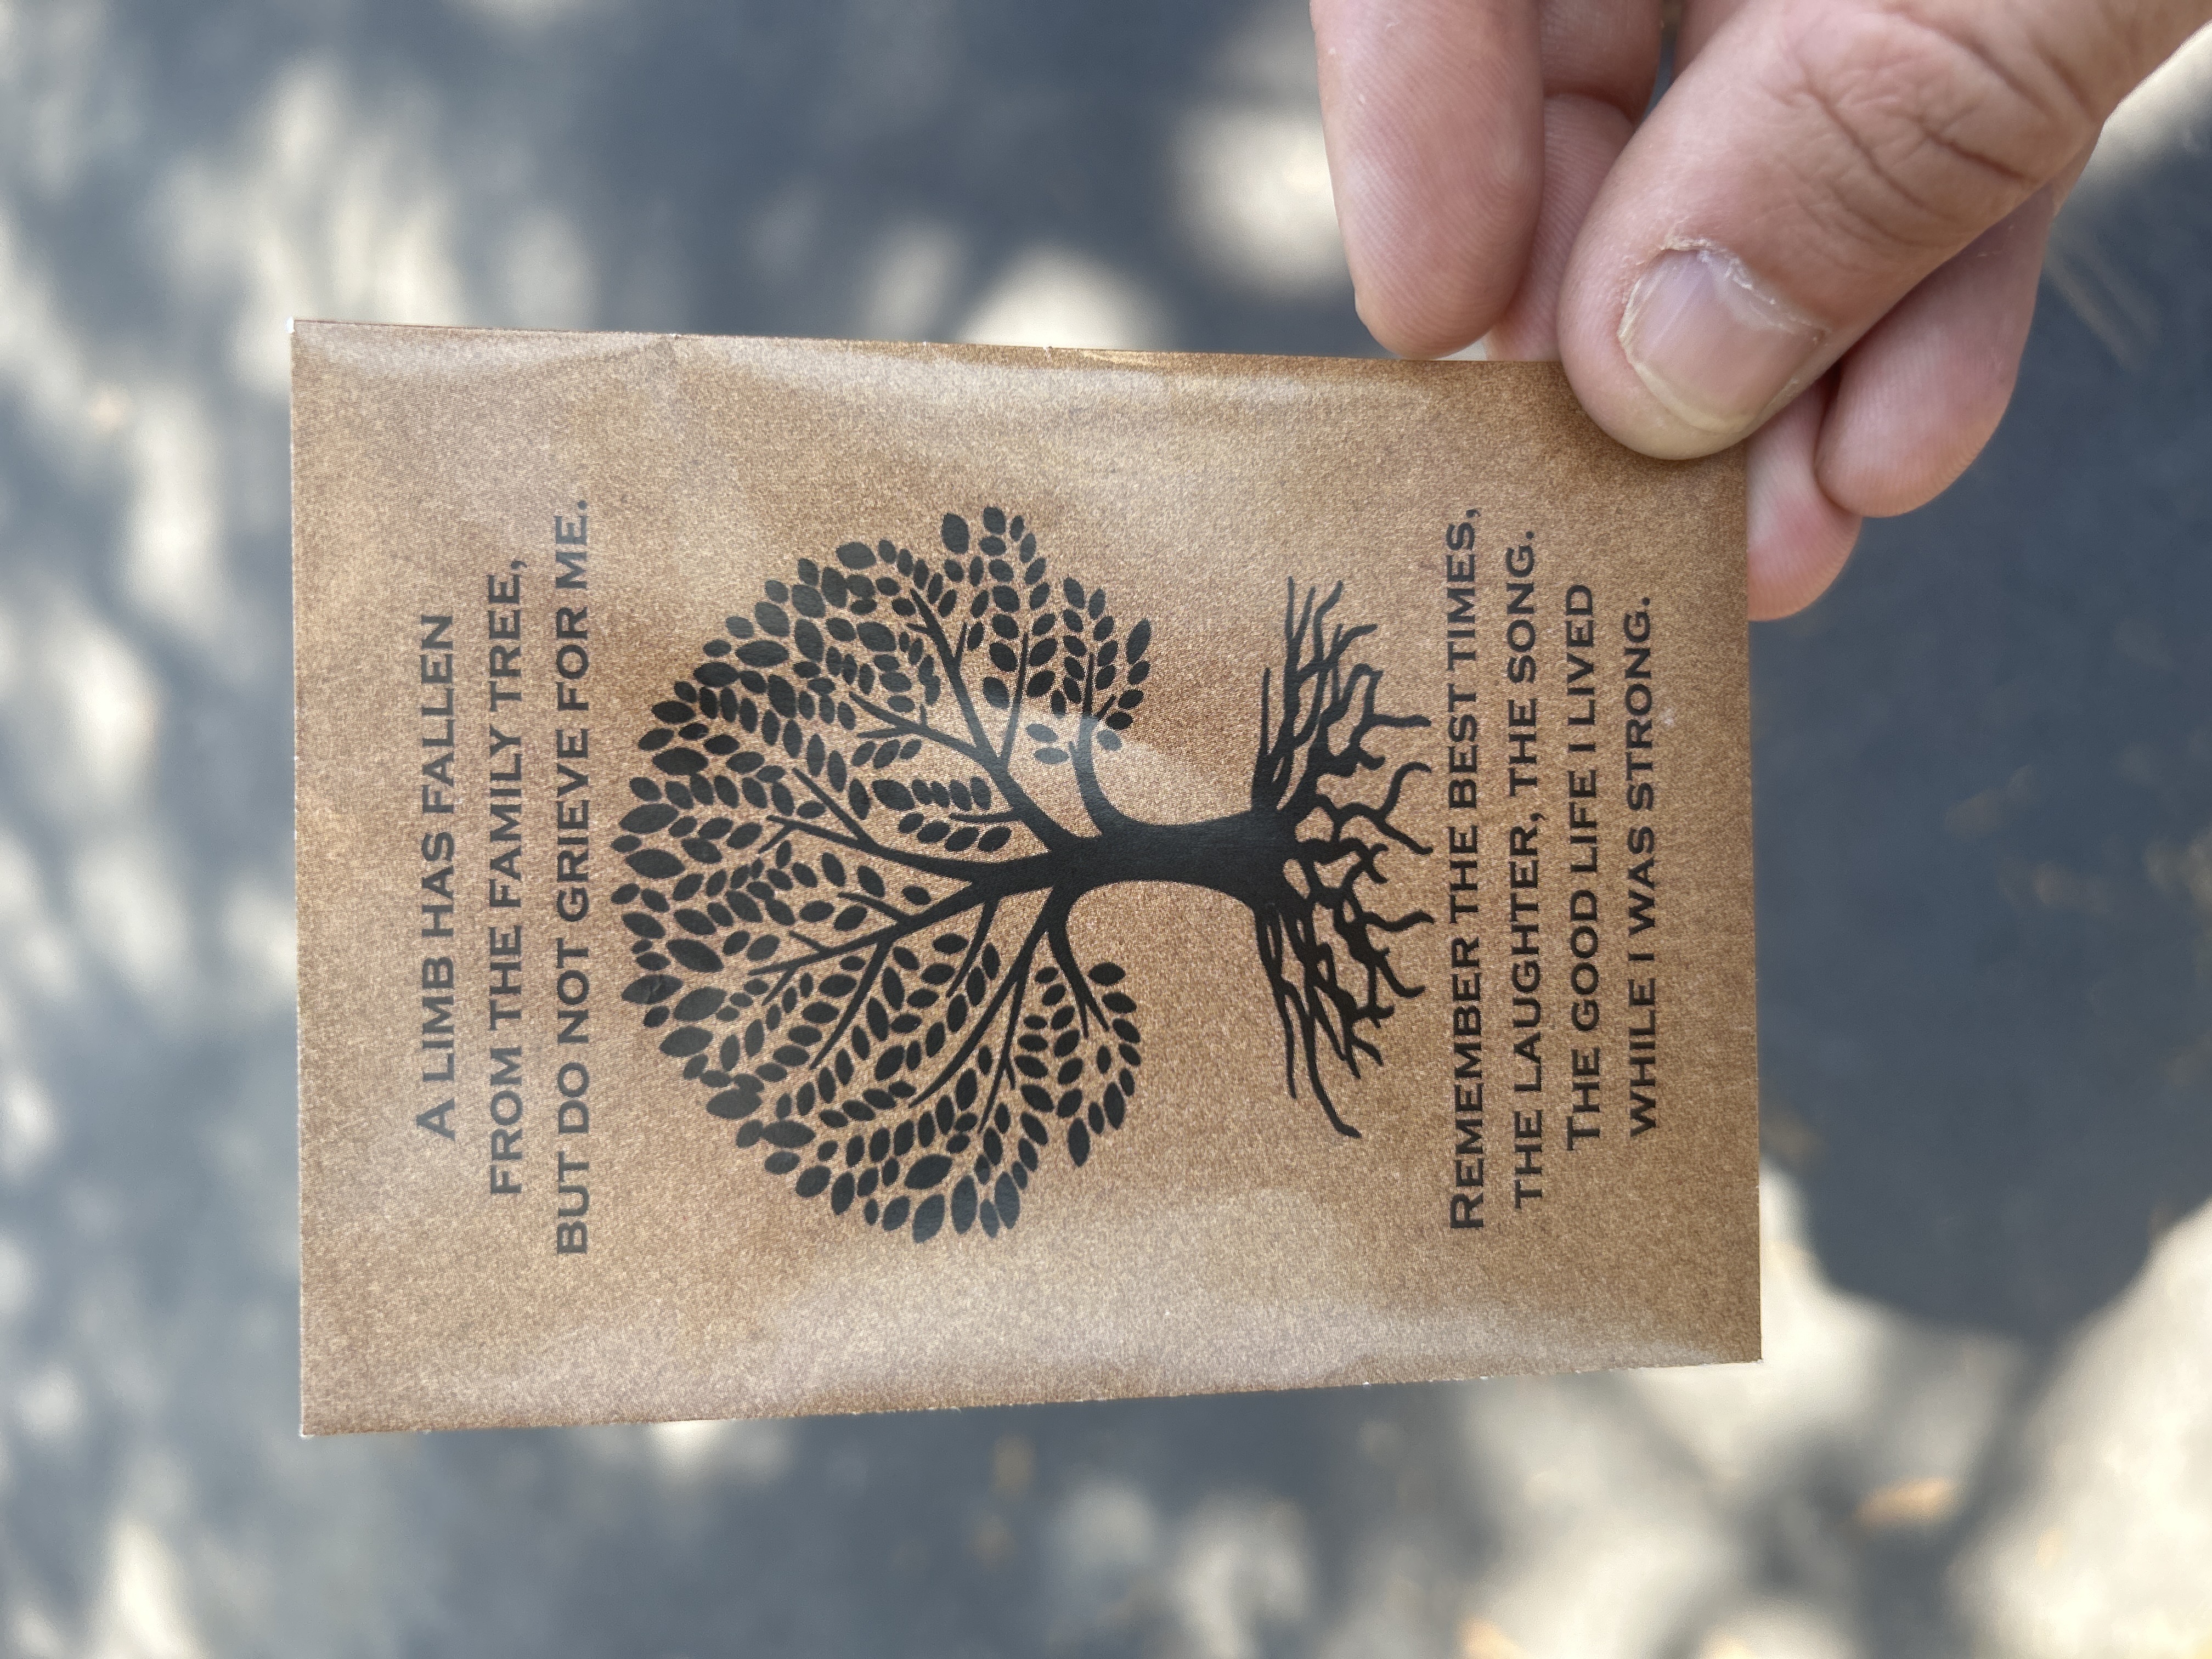 A LIMB HAS FALLEN
FROM THE FAMILY TREE,
BUT DO NOT GRIEVE FOR ME.
REMEMBER THE BEST TIMES,
THE LAUGHTER, THE SONG.
THE GOOD LIFE I LIVED
WHILE I WAS STRONG.